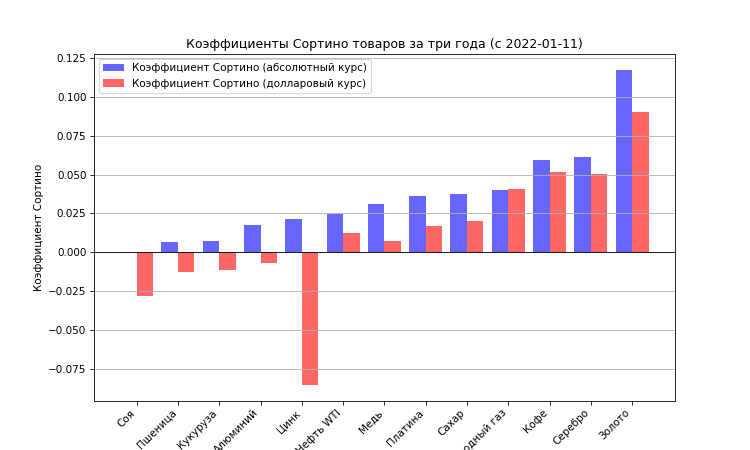 Коэффициенты Сортино товаров за три года (с 2022-01-11)
Коэффициент Сортино (абсолютный курс)
Коэффициент Сортино (долларовый курс)
Коэффициент Сортино
0.125
0.100
0.075
0.050
0.025
0.000
−0.025
−0.050
−0.075
Соя
Пшеница
Кукуруза
Алюминий
Цинк
Нефть WTI
Медь
Платина
Сахар
газ
Кофе
Серебро
Золото